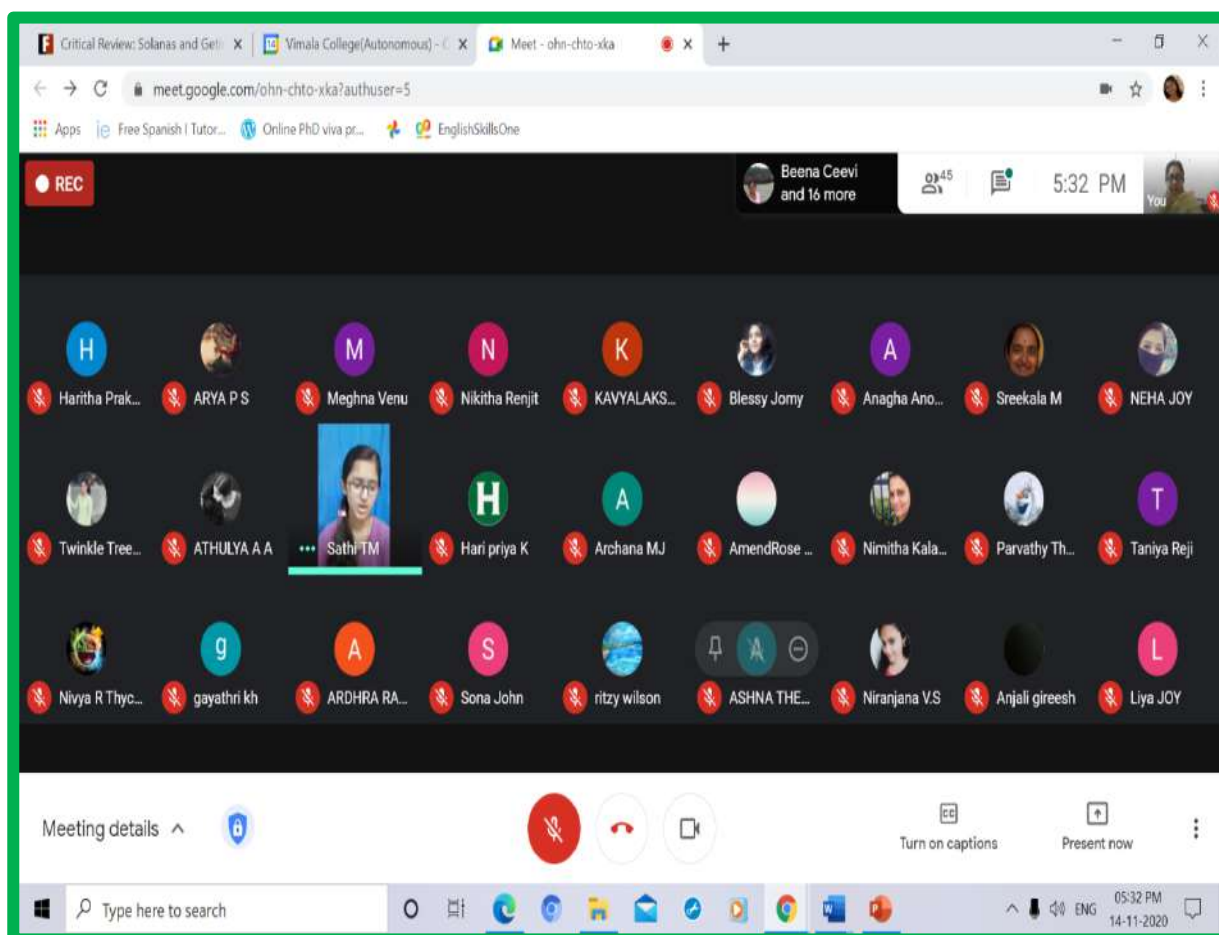 Critical Review: Solanas and Geti
Vimala College(Autonomous) - C
Meet - ohn-chto-xka
meet.google.com/ohn-chto-xka?authuser=5
Apps Free Spanish | Tutor... Online PhD viva pr... EnglishSkillsOne
REC
Beena Ceevi
and 16 more
45
5:32 PM
You
H M N K A
Haritha Prak... ARYA P S Meghna Venu Nikitha Renjit KAVYALAKS... Blessy Jomy Anagha Ano... Sreekala M NEHA JOY
H A T
Twinkle Tree... ATHULYA A A Sathi TM Hari priya K Archana MJ AmendRose ... Nimitha Kala... Parvathy Th... Taniya Reji
g A S A L
Nivya R Thyc... gayathri kh ARDHRA RA... Sona John ritzy wilson ASHNA THE... Niranjana V.S Anjali gireesh Liya JOY
Meeting details
CC
Turn on captions Present now
Type here to search
ENG
05:32 PM
14-11-2020